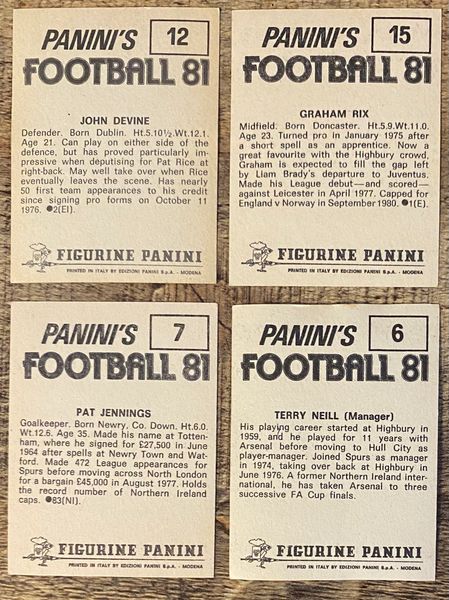 PANINI'S 12
FOOTBALL 81
JOHN DEVINE
Defender. Born Dublin. Ht.5.10½. Wt.12.1.
Age 21. Can play on either side of the
defence, but has proved particularly im-
pressive when deputising for Pat Rice at
right-back. May well take over when Rice
eventually leaves the scene. Has nearly
50 first team appearances to his credit
since signing pro forms on October 11
1976. ●2(EI).
FIGURINE PANINI
PRINTED IN ITALY BY EDIZIONI PANINI S.p.A. - MODENA
PANINI'S 15
FOOTBALL 81
GRAHAM RIX
Midfield. Born Doncaster. Ht.5.9. Wt.11.0.
Age 23. Turned pro in January 1975 after
a short spell as an apprentice. Now a
great favourite with the Highbury crowd,
Graham is expected to fill the gap left
by Liam Brady's departure to Juventus.
Made his League debut—and scored—
against Leicester in April 1977. Capped for
England v Norway in September 1980. ●1(E).
FIGURINE PANINI
PRINTED IN ITALY BY EDIZIONI PANINI S.p.A. - MODENA
PANINI'S 7
FOOTBALL 81
PAT JENNINGS
Goalkeeper. Born Newry, Co. Down. Ht.6.0.
Wt.12.6. Age 35. Made his name at Totten-
ham, where he signed for £27,500 in June
1964 after spells at Newry Town and Wat-
ford. Made 472 League appearances for
Spurs before moving across North London
for a bargain £45,000 in August 1977. Holds
the record number of Northern Ireland
caps. ●83(NI).
FIGURINE PANINI
PRINTED IN ITALY BY EDIZIONI PANINI S.p.A. - MODENA
PANINI'S 6
FOOTBALL 81
TERRY NEILL (Manager)
His playing career started at Highbury in
1959, and he played for 11 years with
Arsenal before moving to Hull City as
player-manager. Joined Spurs as manager
in 1974, taking over back at Highbury in
June 1976. A former Northern Ireland inter-
national, he has taken Arsenal to three
successive FA Cup finals.
FIGURINE PANINI
PRINTED IN ITALY BY EDIZIONI PANINI S.p.A. - MODENA